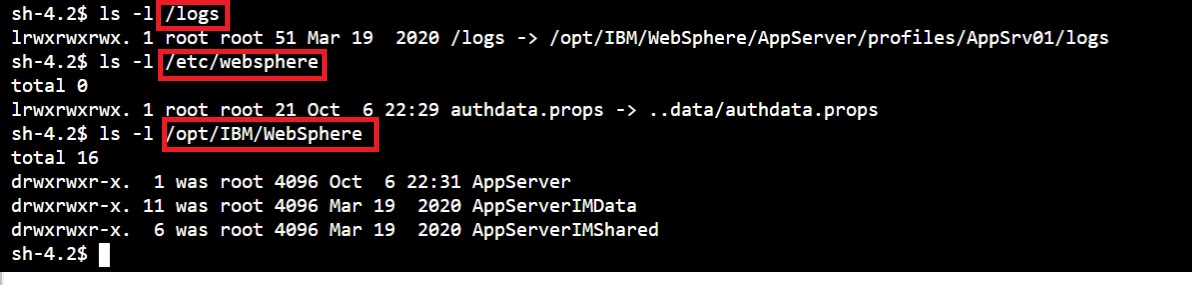 sh-4.2$ ls -l /logs
lrwxrwxrwx. 1 root root 51 Mar 19  2020 /logs -> /opt/IBM/WebSphere/AppServer/profiles/AppSrv01/logs
sh-4.2$ ls -l /etc/websphere
total 0
lrwxrwxrwx. 1 root root 21 Oct  6 22:29 authdata.props -> ..data/authdata.props
sh-4.2$ ls -l /opt/IBM/WebSphere
total 16
drwxrwxr-x.  1 was root 4096 Oct  6 22:31 AppServer
drwxrwxr-x. 11 was root 4096 Mar 19  2020 AppServerIMData
drwxrwxr-x.  6 was root 4096 Mar 19  2020 AppServerIMShared
sh-4.2$